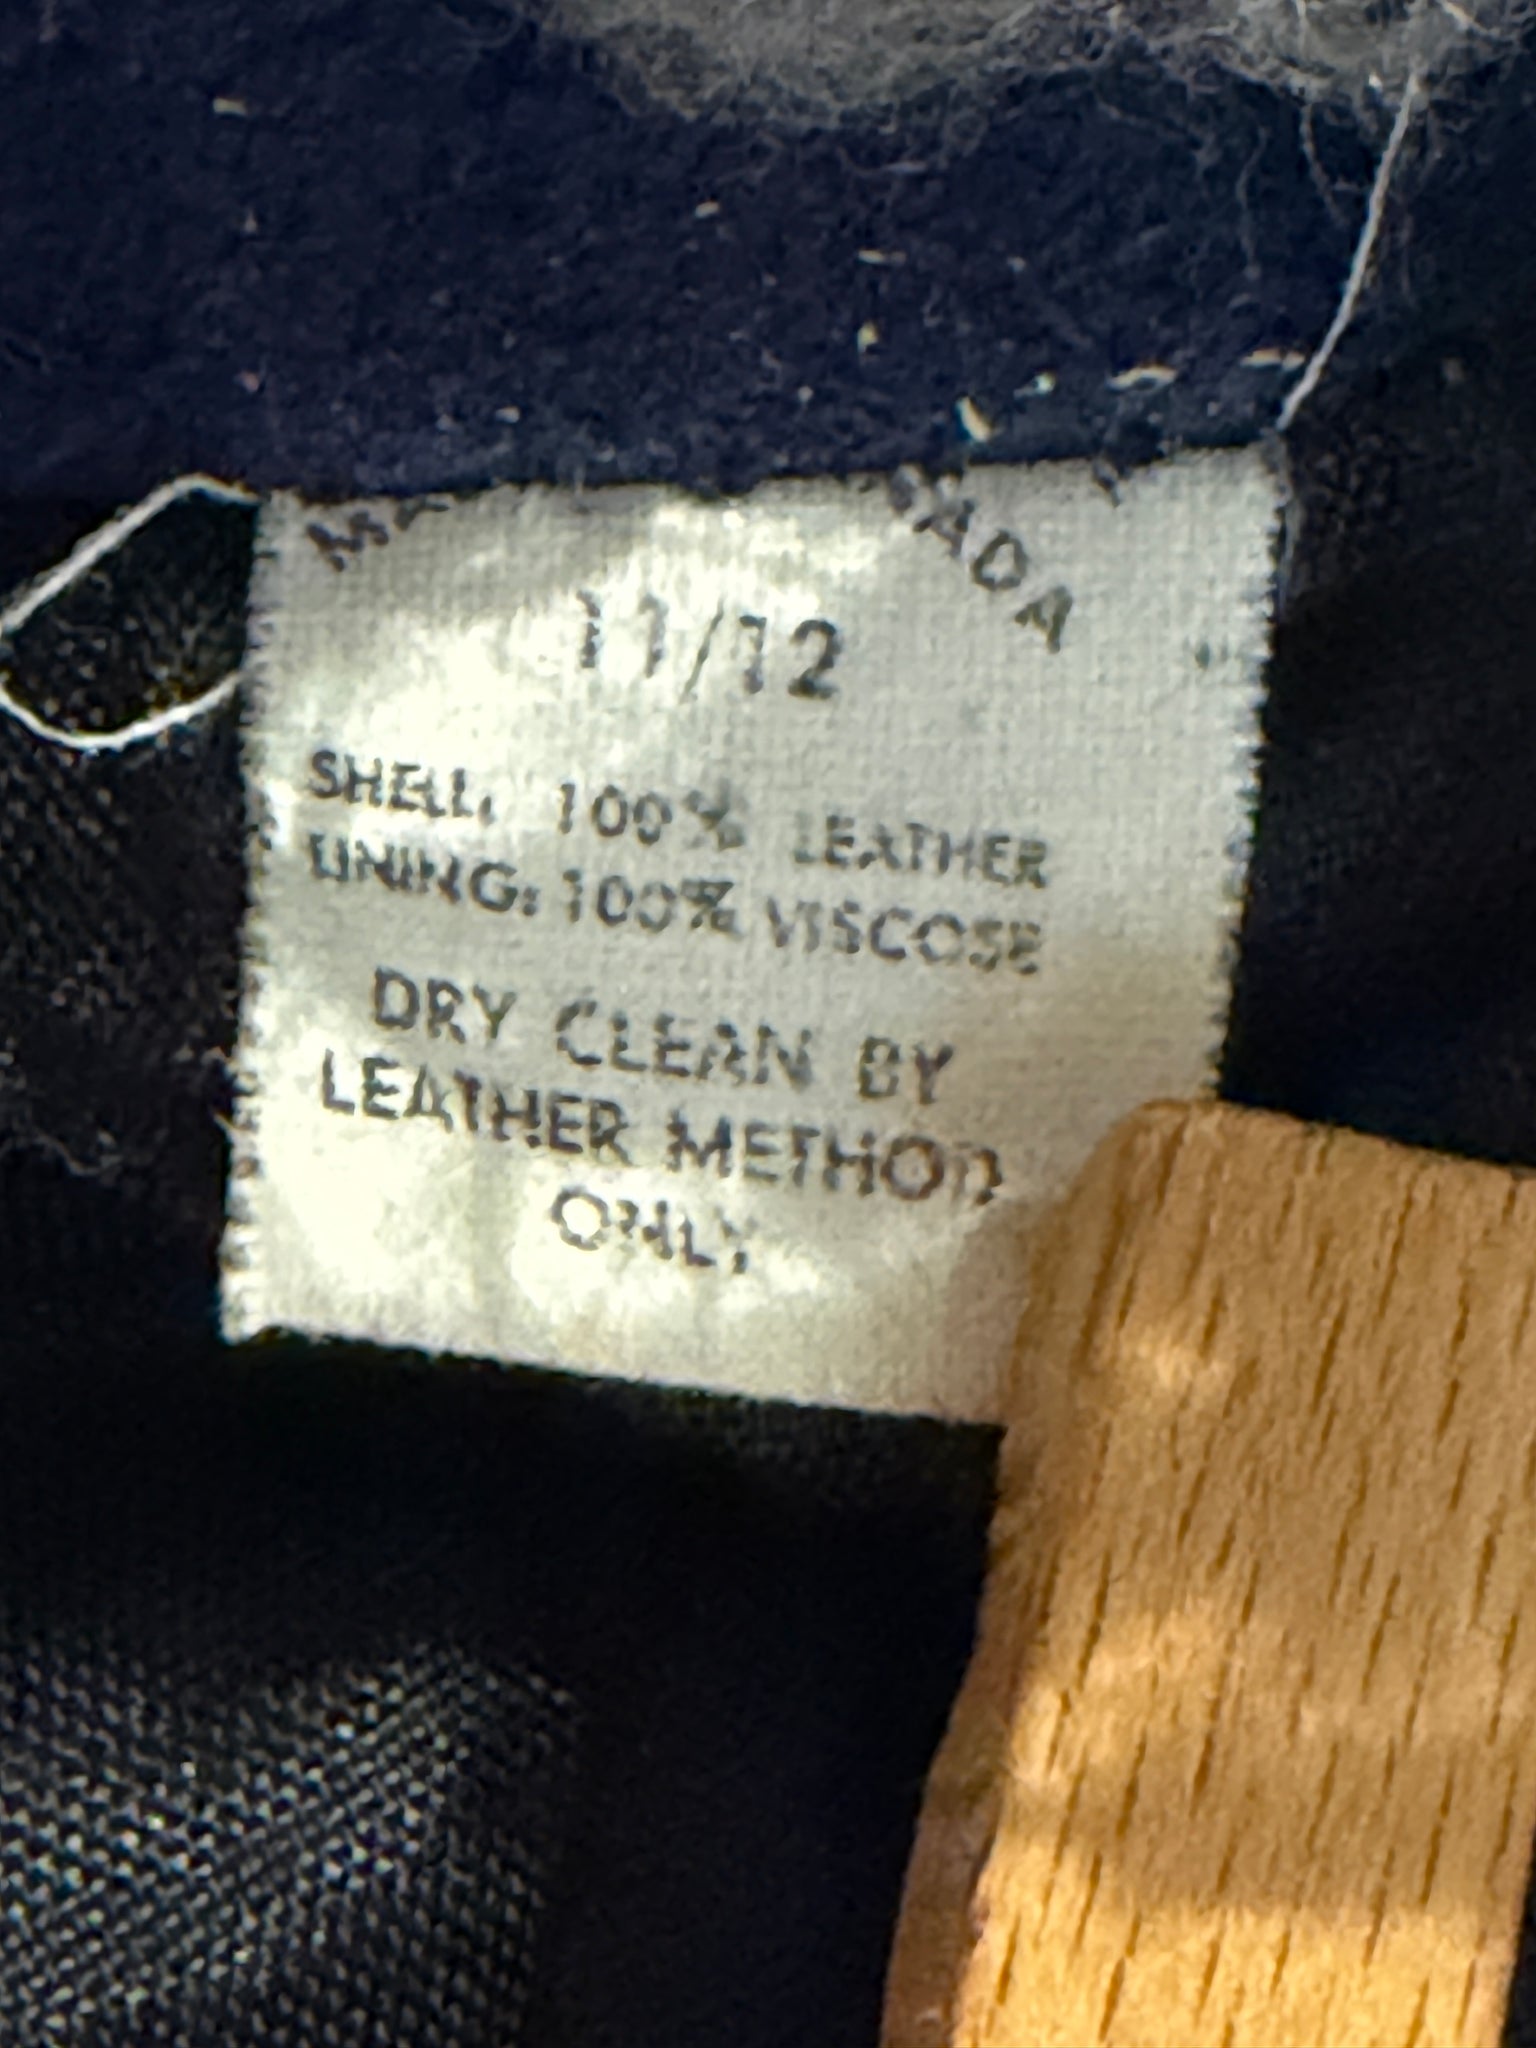 11/12
SHELL: 100% LEATHER
LINING: 100% VISCOSE
DRY CLEAN BY
LEATHER METHOD
ONLY